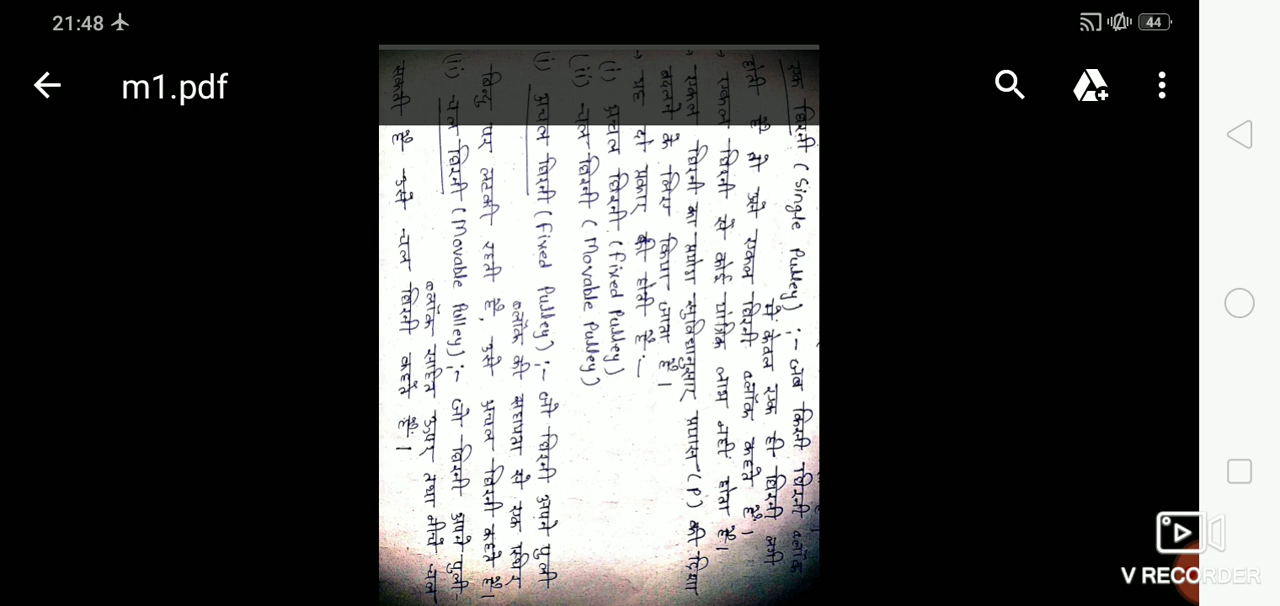 21:48
44
m1.pdf
एकल घिरनी (Single Pulley) :- जब किसी घिरनी ब्लॉक
में केवल एक ही घिरनी लगी
होती है तो उसे एकल घिरनी ब्लॉक कहते हैं।
→ एकल घिरनी से कोई यांत्रिक लाभ नहीं होता है।
→ एकल घिरनी का प्रयोग सुविधानुसार प्रयास (P) की दिशा
बदलने के लिए किया जाता है।
→ यह दो प्रकार की होती है :-
(i) अचल घिरनी (Fixed Pulley)
(ii) चल घिरनी (Movable Pulley)
(i) अचल घिरनी (Fixed Pulley) :- जो घिरनी अपने पुली
ब्लॉक की सहायता से एक स्थिर
बिन्दु पर लटकी रहती है, उसे अचल घिरनी कहते हैं।
(ii) चल घिरनी (Movable Pulley) :- जो घिरनी अपने पुली-
ब्लॉक सहित ऊपर तथा नीचे चल
सकती है उसे चल घिरनी कहते हैं।
V RECORDER